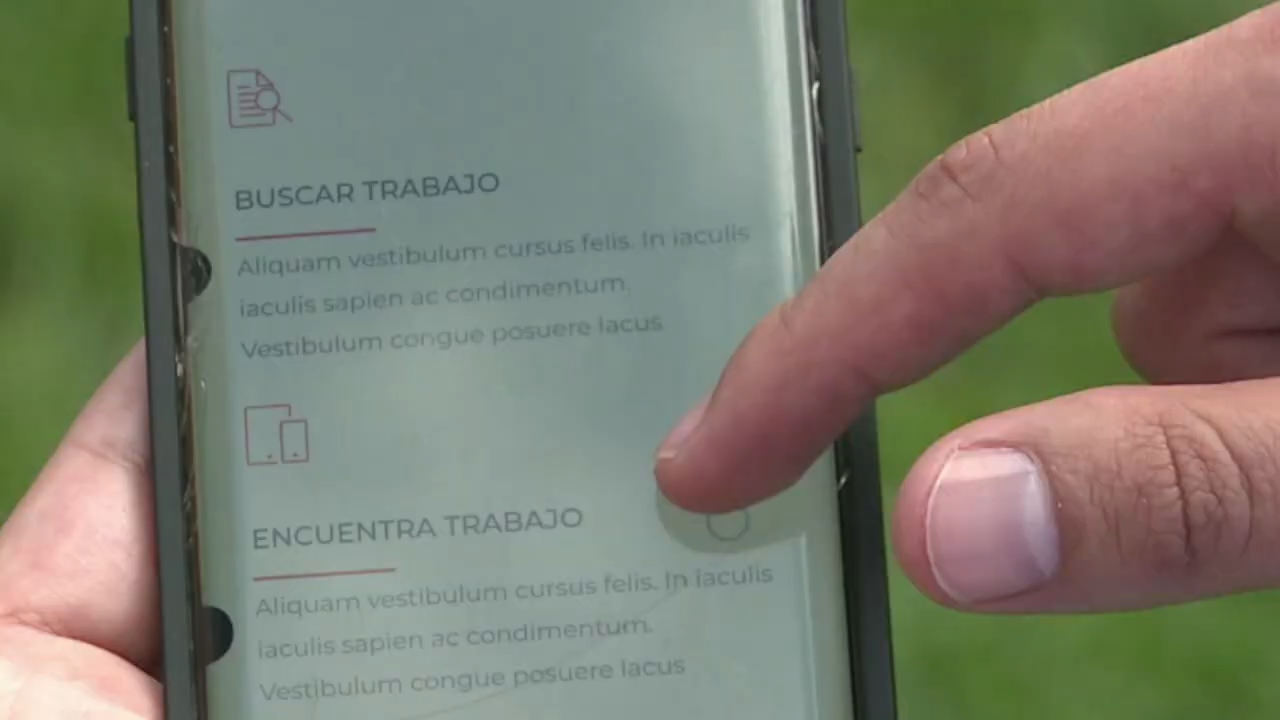 BUSCAR TRABAJO
Aliquam vestibulum cursus felis. In iaculis
iaculis sapien ac condimentum.
Vestibulum congue posuere lacus
ENCUENTRA TRABAJO
Aliquam vestibulum cursus felis. In iaculis
iaculis sapien ac condimentum.
Vestibulum congue posuere lacus